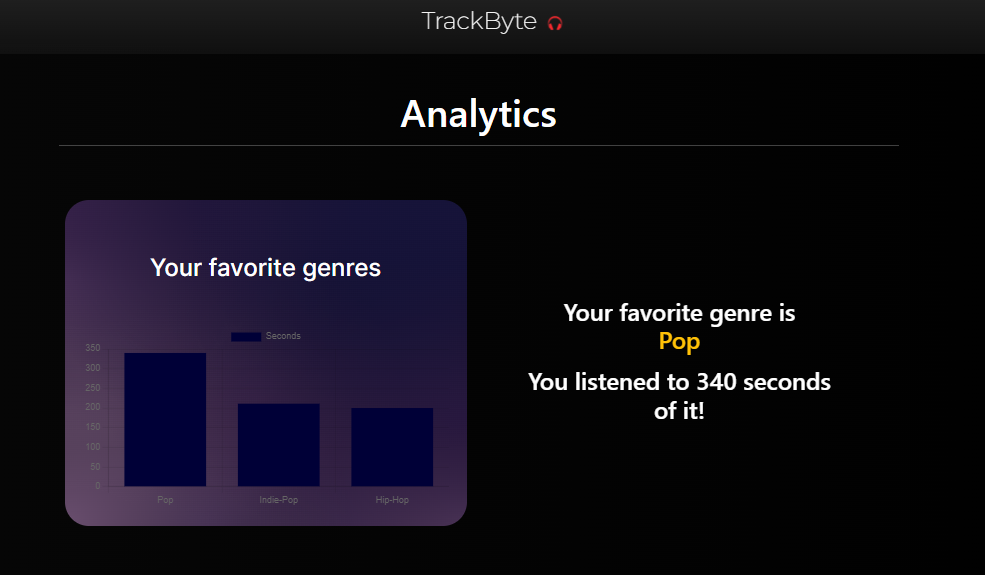 TrackByte
Analytics
Your favorite genres
Seconds
350
300
250
200
150
100
50
0
Pop
Indie-Pop
Hip-Hop
Your favorite genre is
Pop
You listened to 340 seconds
of it!